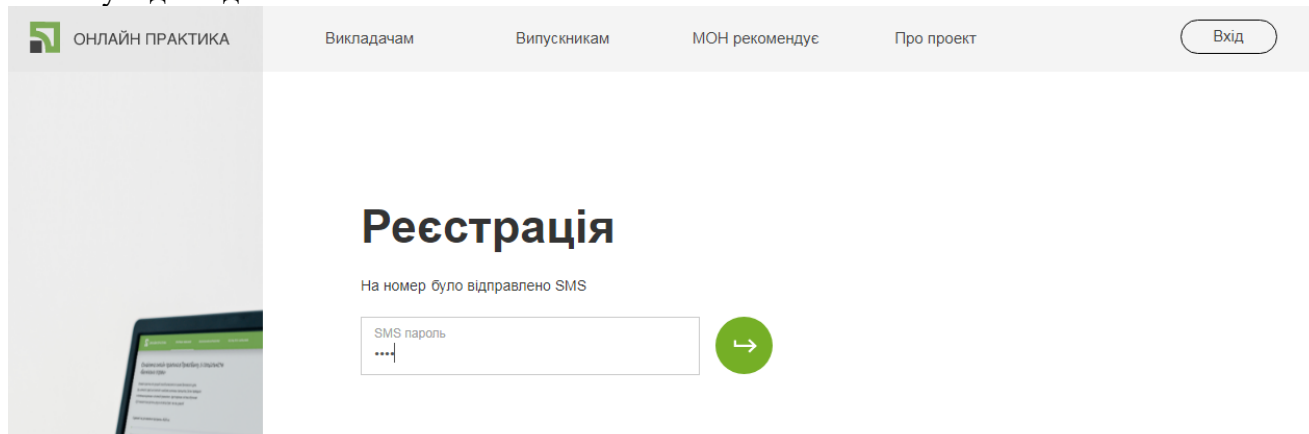 ОНЛАЙН ПРАКТИКА Викладачам Випускникам МОН рекомендує Про проект Вхід
Реєстрація
На номер було відправлено SMS
SMS пароль
••••